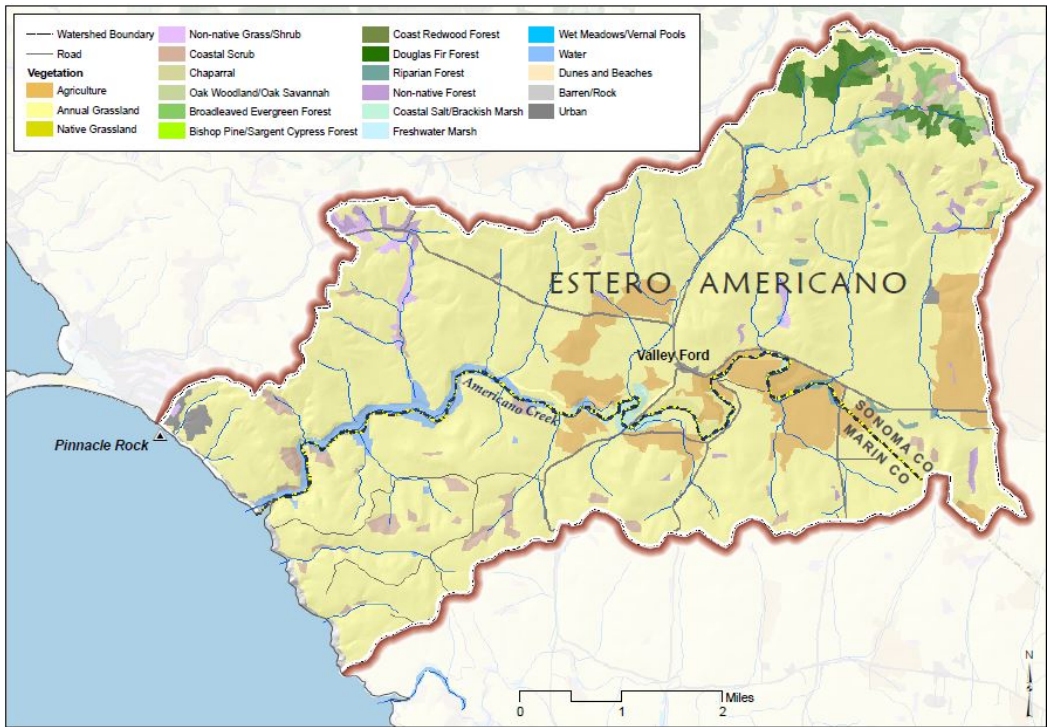 Watershed Boundary
Road
Vegetation
Agriculture
Annual Grassland
Native Grassland
Non-native Grass/Shrub
Coastal Scrub
Chaparral
Oak Woodland/Oak Savannah
Broadleaved Evergreen Forest
Bishop Pine/Sargent Cypress Forest
Coast Redwood Forest
Douglas Fir Forest
Riparian Forest
Non-native Forest
Coastal Salt/Brackish Marsh
Freshwater Marsh
Wet Meadows/Vernal Pools
Water
Dunes and Beaches
Barren/Rock
Urban
ESTERO AMERICANO
Valley Ford
Americano Creek
SONOMA CO
MARIN CO
Pinnacle Rock
N
Miles
0 1 2